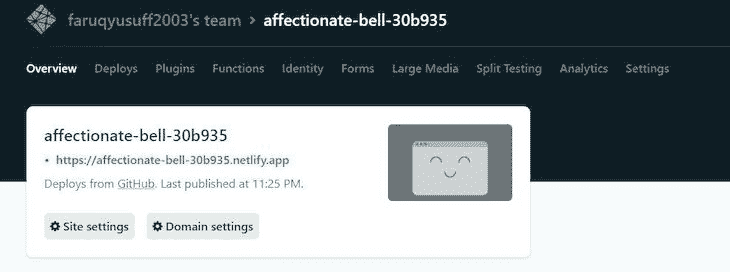 faruqyusuff2003's team > affectionate-bell-30b935
Overview Deploys Plugins Functions Identity Forms Large Media Split Testing Analytics Settings
affectionate-bell-30b935
• https://affectionate-bell-30b935.netlify.app
Deploys from GitHub. Last published at 11:25 PM.
Site settings Domain settings